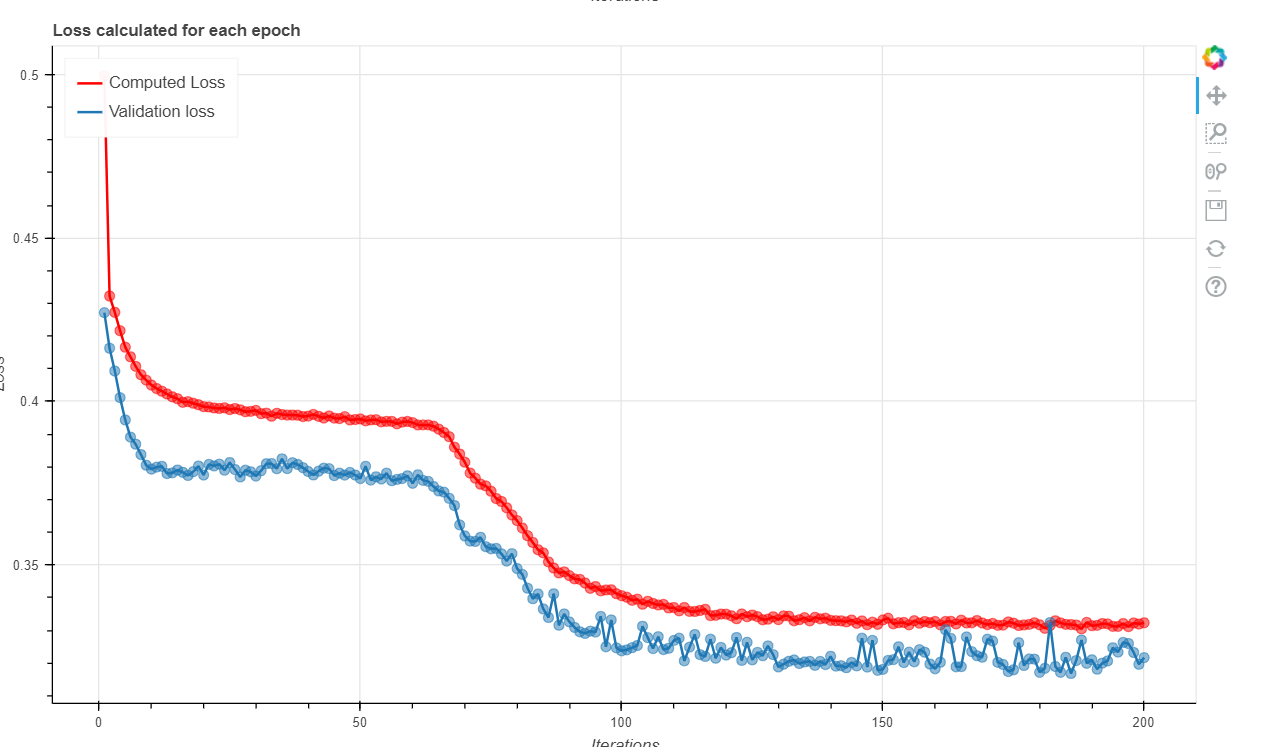 Loss calculated for each epoch
Computed Loss
Validation loss
0.5
0.45
0.4
0.35
0
50
100
150
200
Iterations